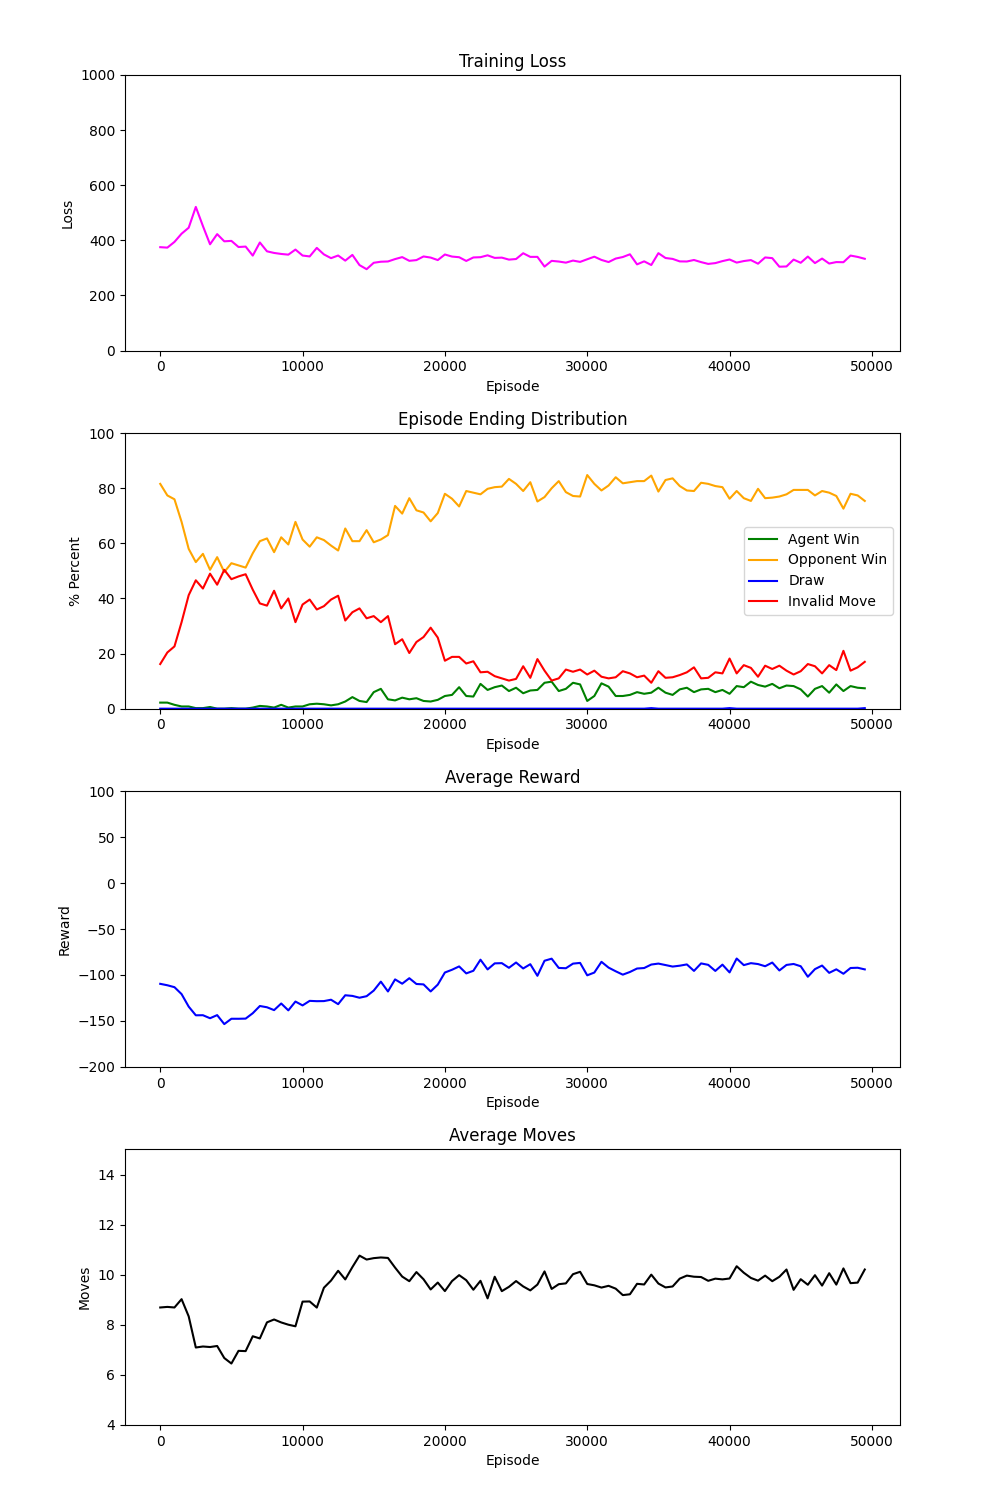 Training Loss
1000
800
600
400
200
0
Loss
0 10000 20000 30000 40000 50000
Episode
Episode Ending Distribution
100
80
60
40
20
0
% Percent
Agent Win
Opponent Win
Draw
Invalid Move
0 10000 20000 30000 40000 50000
Episode
Average Reward
100
50
0
−50
−100
−150
−200
Reward
0 10000 20000 30000 40000 50000
Episode
Average Moves
14
12
10
8
6
4
Moves
0 10000 20000 30000 40000 50000
Episode